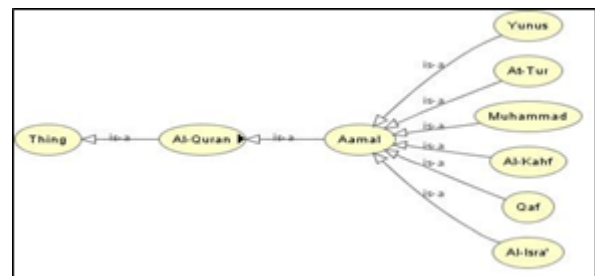 Yunus
is-a
At-Tur
is-a
Muhammad
is-a
Thing
is-a
Al-Quran
is-a
Aamal
is-a
Al-Kahf
is-a
Qaf
is-a
Al-Isra'